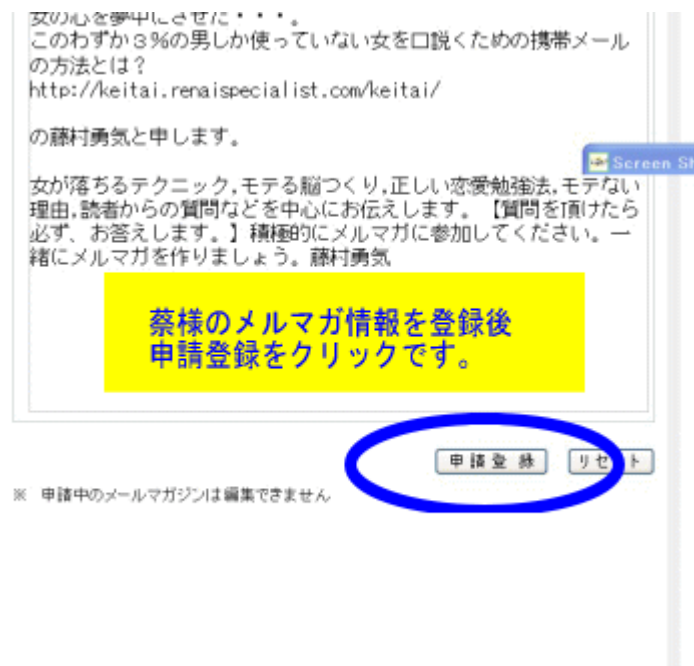 女の心を夢中にさせた・・・。
このわずか３％の男しか使っていない女を口説くための携帯メール
の方法とは？
http://keitai.renaispecialist.com/keitai/
の藤村勇気と申します。
女が落ちるテクニック,モテる脳つくり,正しい恋愛勉強法,モテない
理由,読者からの質問などを中心にお伝えします。【質問を頂けたら
必ず、お答えします。】積極的にメルマガに参加してください。一
緒にメルマガを作りましょう。藤村勇気
Screen Sh
蔡様のメルマガ情報を登録後
申請登録をクリックです。
申請登録 リセット
※ 申請中のメールマガジンは編集できません